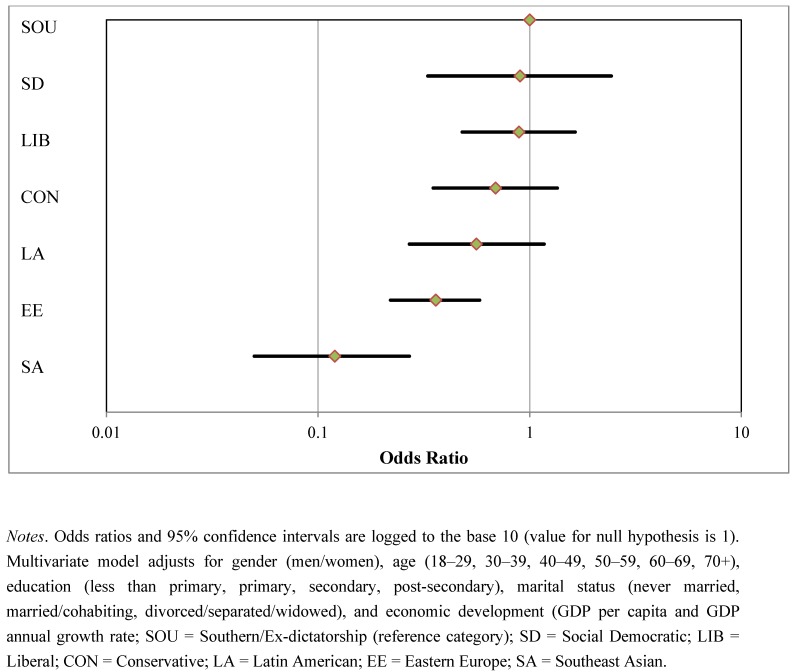 SOU
SD
LIB
CON
LA
EE
SA
0.01 0.1 1 10
Odds Ratio
Notes. Odds ratios and 95% confidence intervals are logged to the base 10 (value for null hypothesis is 1).
Multivariate model adjusts for gender (men/women), age (18–29, 30–39, 40–49, 50–59, 60–69, 70+),
education (less than primary, primary, secondary, post-secondary), marital status (never married,
married/cohabiting, divorced/separated/widowed), and economic development (GDP per capita and GDP
annual growth rate; SOU = Southern/Ex-dictatorship (reference category); SD = Social Democratic; LIB =
Liberal; CON = Conservative; LA = Latin American; EE = Eastern Europe; SA = Southeast Asian.